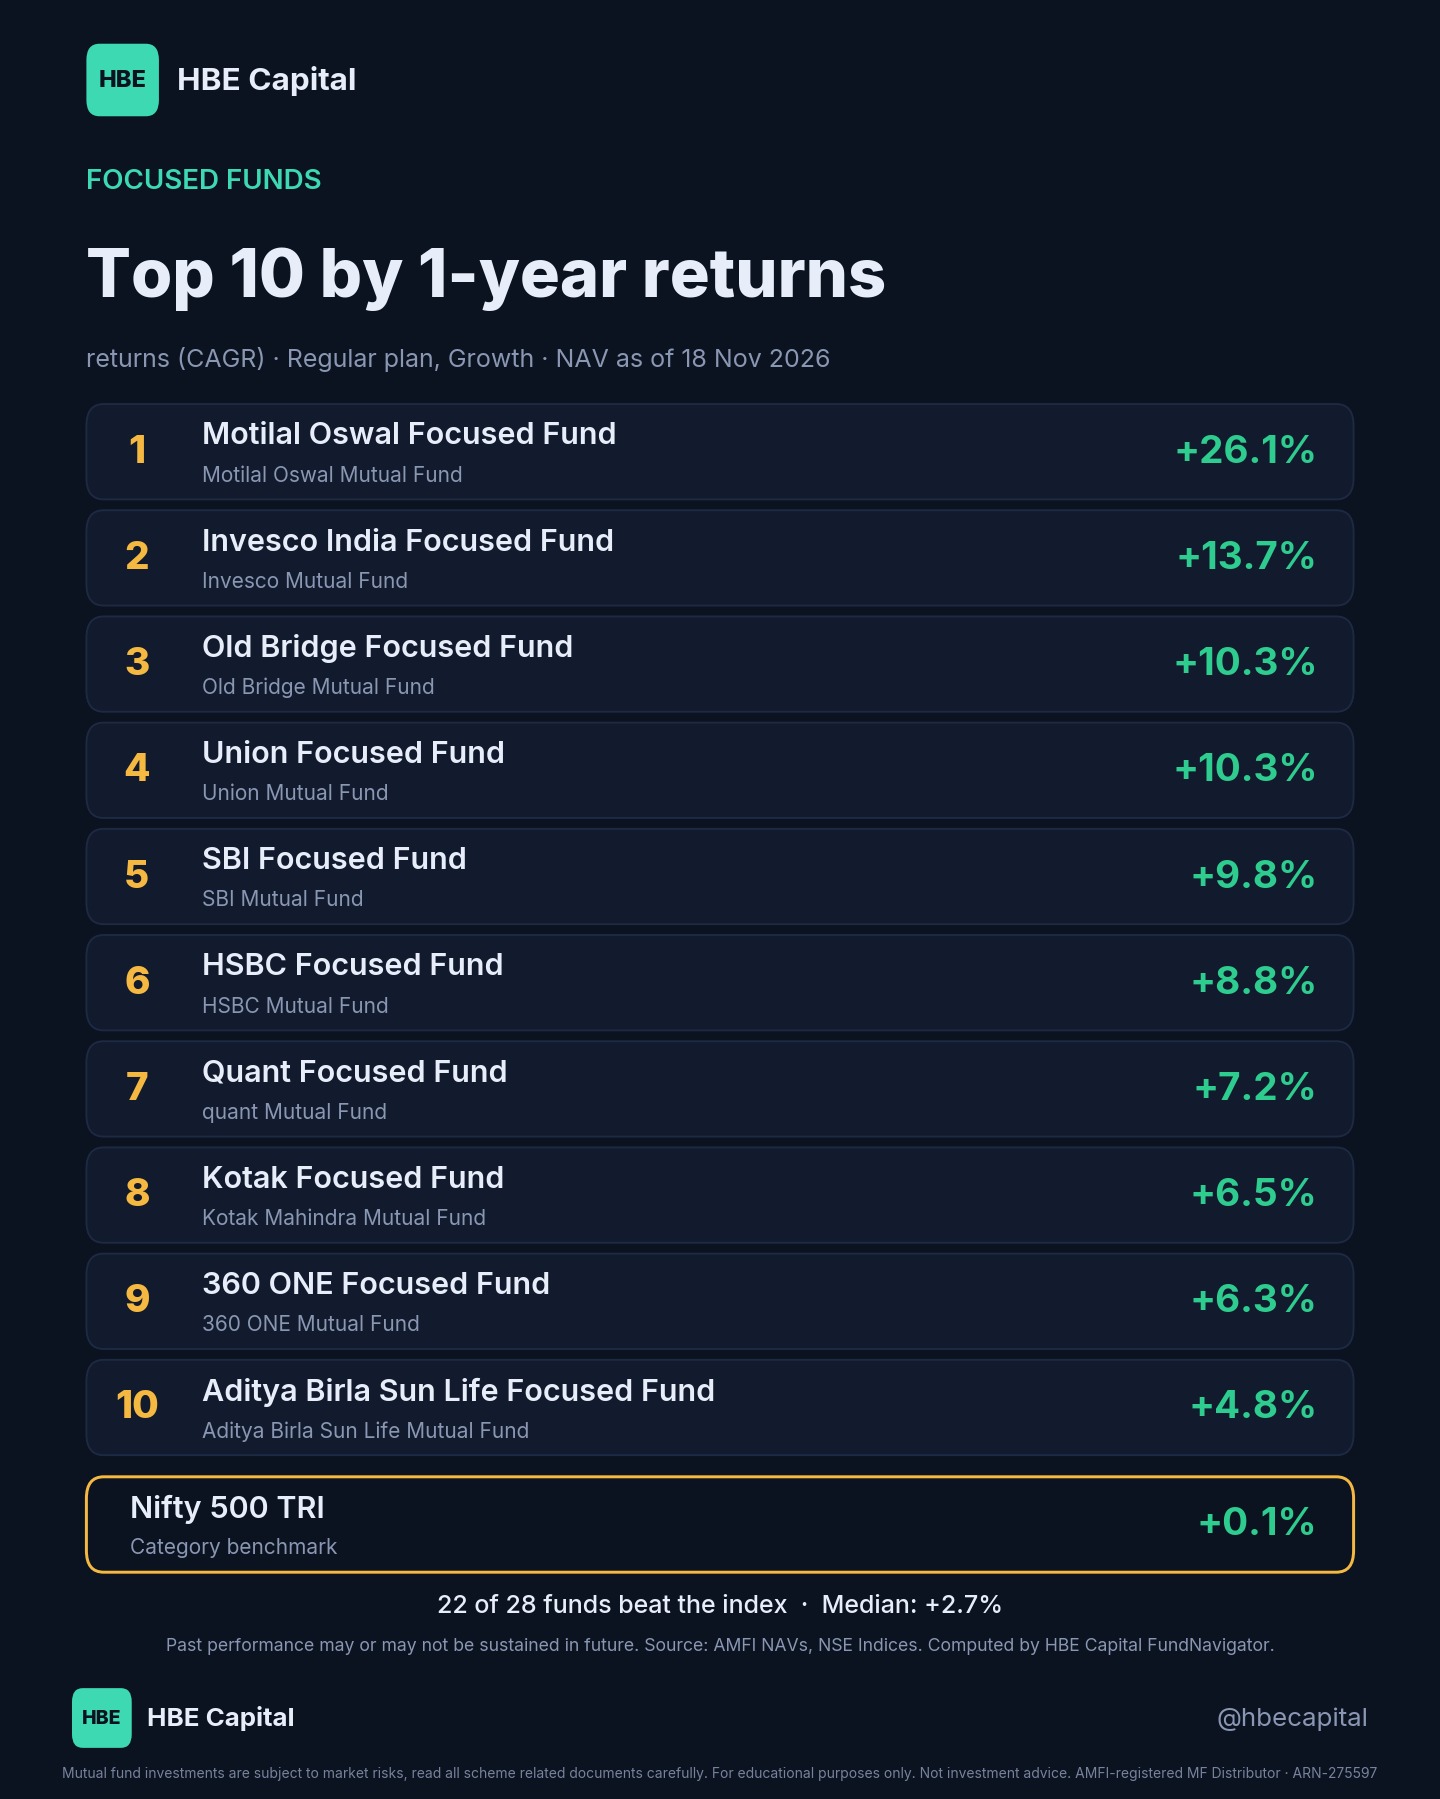 HBE HBE Capital
FOCUSED FUNDS
Top 10 by 1-year returns
returns (CAGR) · Regular plan, Growth · NAV as of 18 Nov 2026
1 Motilal Oswal Focused Fund +26.1%
Motilal Oswal Mutual Fund
2 Invesco India Focused Fund +13.7%
Invesco Mutual Fund
3 Old Bridge Focused Fund +10.3%
Old Bridge Mutual Fund
4 Union Focused Fund +10.3%
Union Mutual Fund
5 SBI Focused Fund +9.8%
SBI Mutual Fund
6 HSBC Focused Fund +8.8%
HSBC Mutual Fund
7 Quant Focused Fund +7.2%
quant Mutual Fund
8 Kotak Focused Fund +6.5%
Kotak Mahindra Mutual Fund
9 360 ONE Focused Fund +6.3%
360 ONE Mutual Fund
10 Aditya Birla Sun Life Focused Fund +4.8%
Aditya Birla Sun Life Mutual Fund
Nifty 500 TRI +0.1%
Category benchmark
22 of 28 funds beat the index · Median: +2.7%
Past performance may or may not be sustained in future. Source: AMFI NAVs, NSE Indices. Computed by HBE Capital FundNavigator.
HBE HBE Capital @hbecapital
Mutual fund investments are subject to market risks, read all scheme related documents carefully. For educational purposes only. Not investment advice. AMFI-registered MF Distributor · ARN-275597